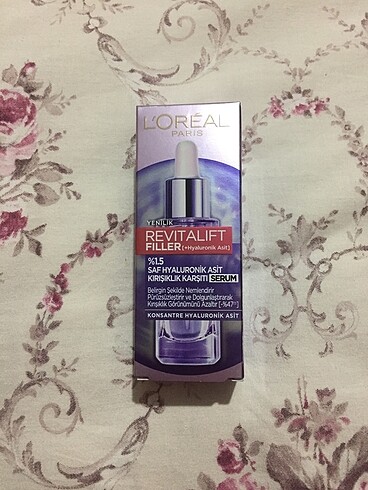 L'ORÉAL
PARIS
YENİLİK
REVITALIFT
FILLER [+Hyaluronik Asit]
%1.5
SAF HYALURONİK ASİT
KIRIŞIKLIK KARŞITI SERUM
Belirgin Şekilde Nemlendirir
Pürüzsüzleştirir ve Dolgunlaştırarak
Kırışıklık Görünümünü Azaltır [-%47]
KONSANTRE HYALURONİK ASİT